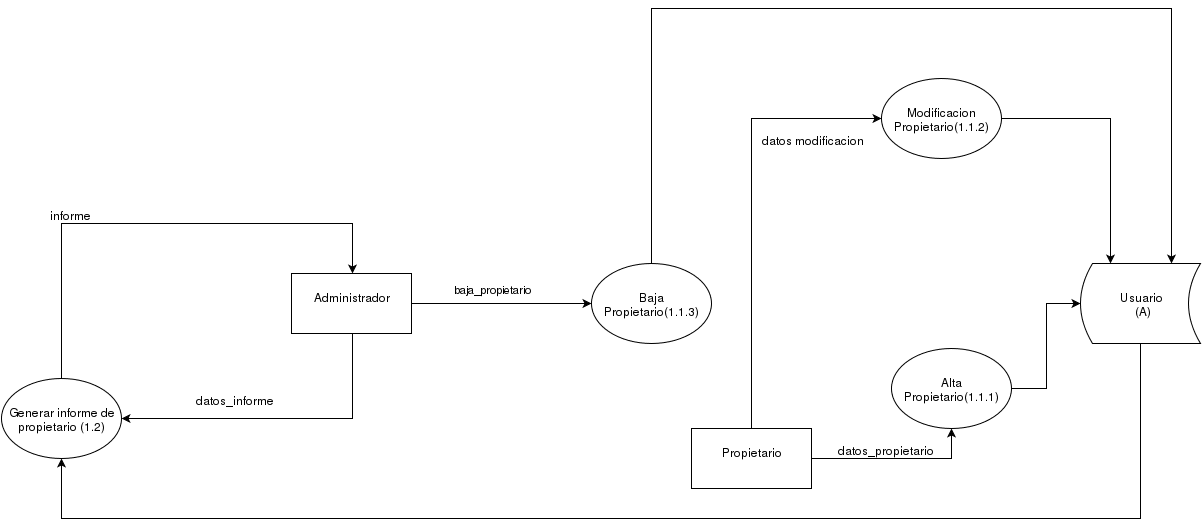 Modificacion
Propietario(1.1.2)
datos modificacion
informe
Administrador
baja_propietario
Baja
Propietario(1.1.3)
Usuario
(A)
Alta
Propietario(1.1.1)
datos_informe
Generar informe de
propietario (1.2)
Propietario
datos_propietario